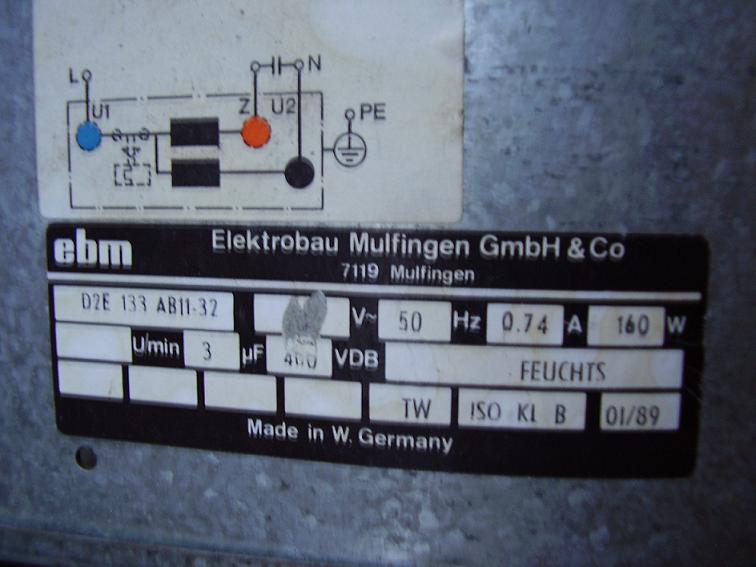 L N
U1 Z U2 PE
ebm Elektrobau Mulfingen GmbH & Co
7119 Mulfingen
D2E 133 AB11-32 V~ 50 Hz 0.74 A 160 W
U/min 3 µF 400 VDB FEUCHTS
TW ISO KL B 01/89
Made in W. Germany